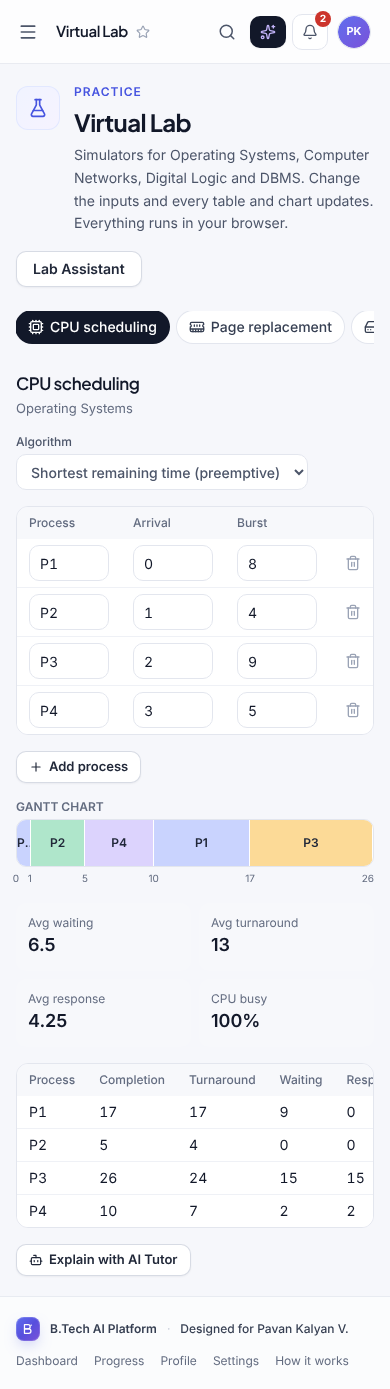 Virtual Lab
2
PK
PRACTICE
Virtual Lab
Simulators for Operating Systems, Computer
Networks, Digital Logic and DBMS. Change
the inputs and every table and chart updates.
Everything runs in your browser.
Lab Assistant
CPU scheduling
Page replacement
CPU scheduling
Operating Systems
Algorithm
Shortest remaining time (preemptive)
Process Arrival Burst
P1 0 8
P2 1 4
P3 2 9
P4 3 5
Add process
GANTT CHART
P.. P2 P4 P1 P3
0 1 5 10 17 26
Avg waiting Avg turnaround
6.5 13
Avg response CPU busy
4.25 100%
Process Completion Turnaround Waiting Resp
P1 17 17 9 0
P2 5 4 0 0
P3 26 24 15 15
P4 10 7 2 2
Explain with AI Tutor
B B.Tech AI Platform · Designed for Pavan Kalyan V.
Dashboard Progress Profile Settings How it works